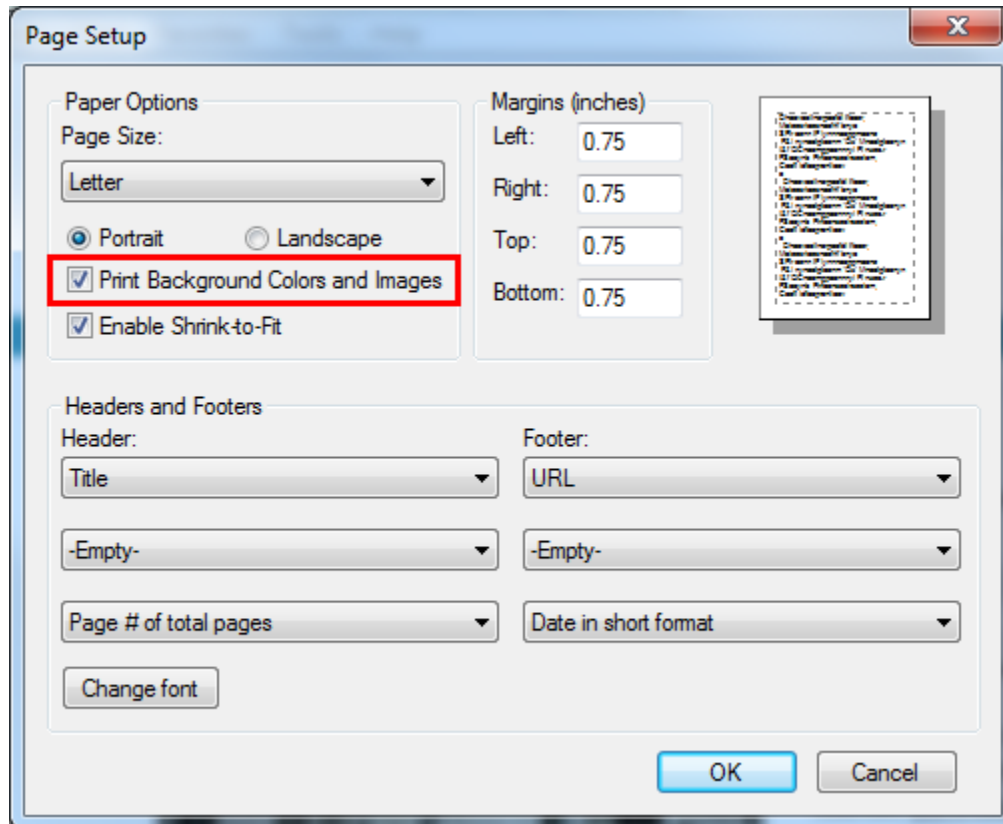 Page Setup
Paper Options
Page Size:
Letter
Portrait Landscape
Print Background Colors and Images
Enable Shrink-to-Fit
Margins (inches)
Left: 0.75
Right: 0.75
Top: 0.75
Bottom: 0.75
Headers and Footers
Header: Footer:
Title URL
-Empty- -Empty-
Page # of total pages Date in short format
Change font
OK Cancel